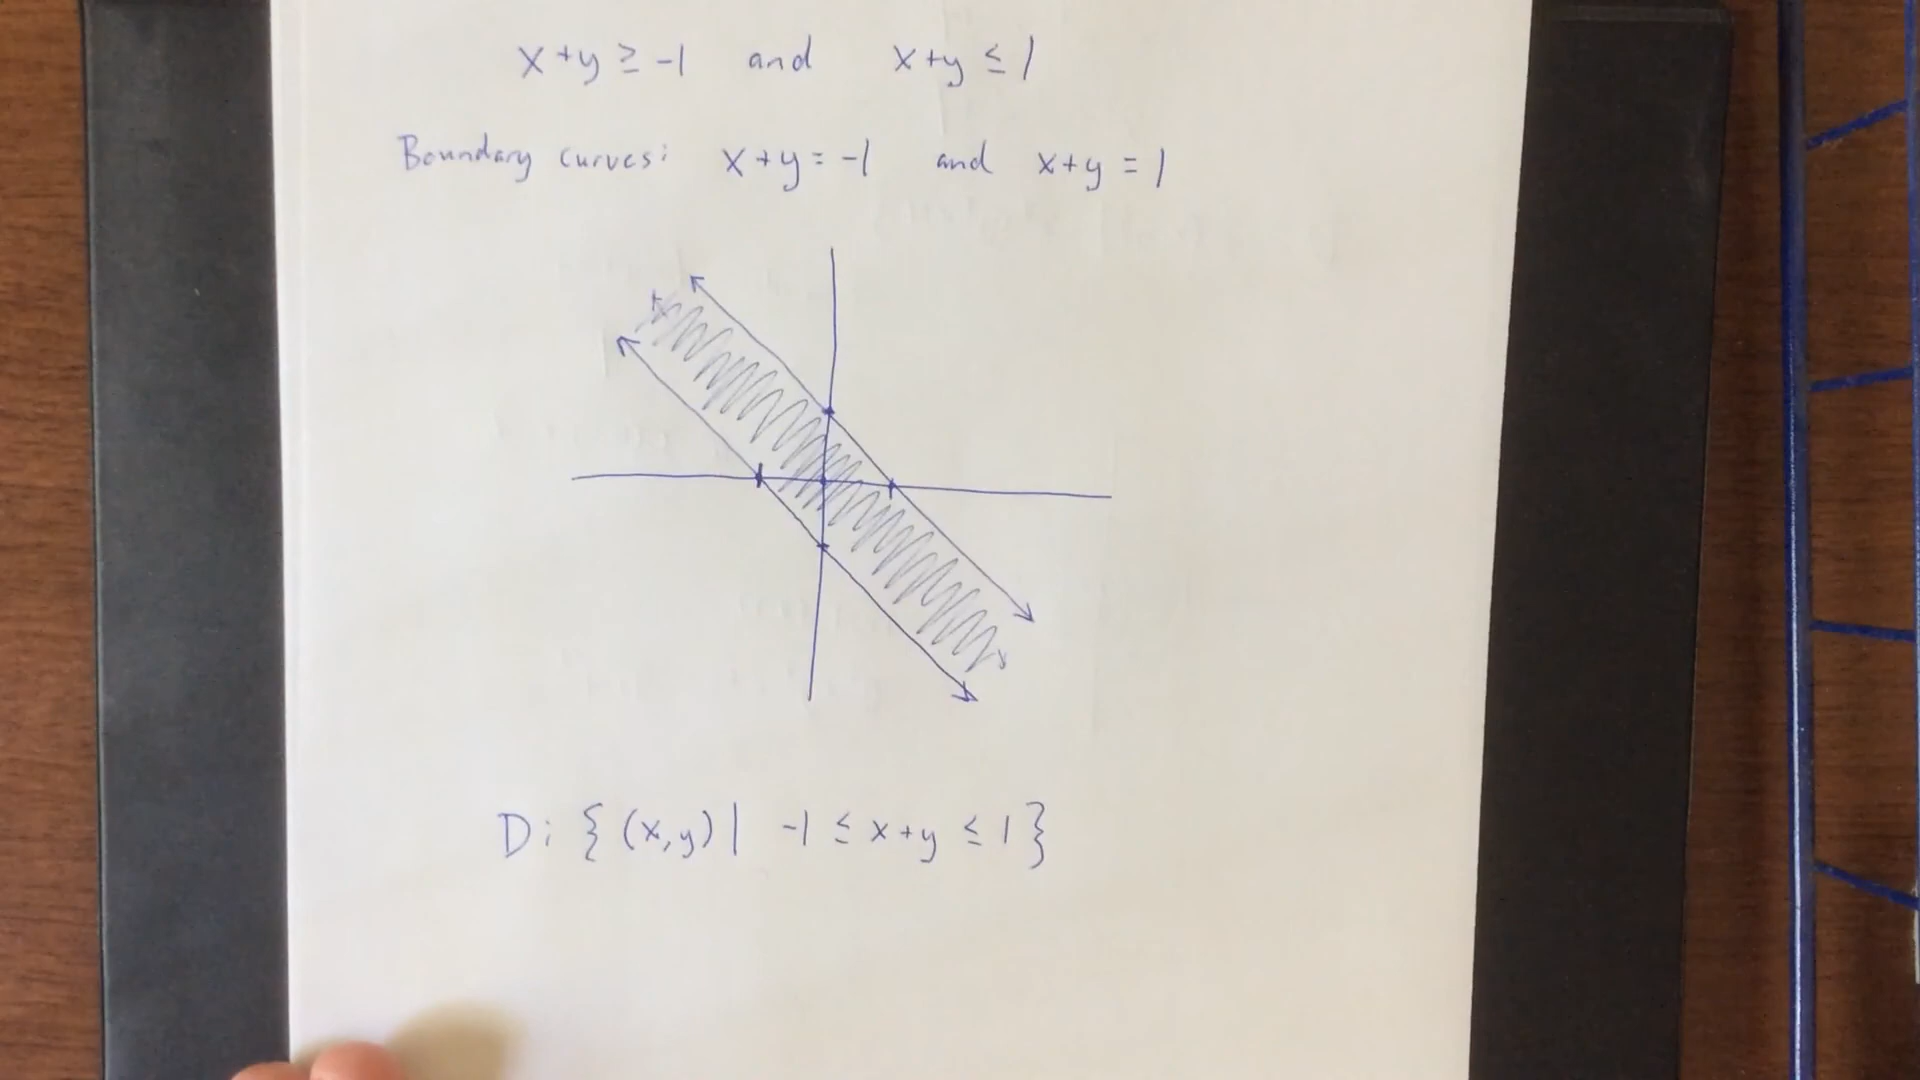 x+y ≥ -1 and x+y ≤ 1
Boundary curves: x+y = -1 and x+y = 1
D: {(x,y) | -1 ≤ x+y ≤ 1}